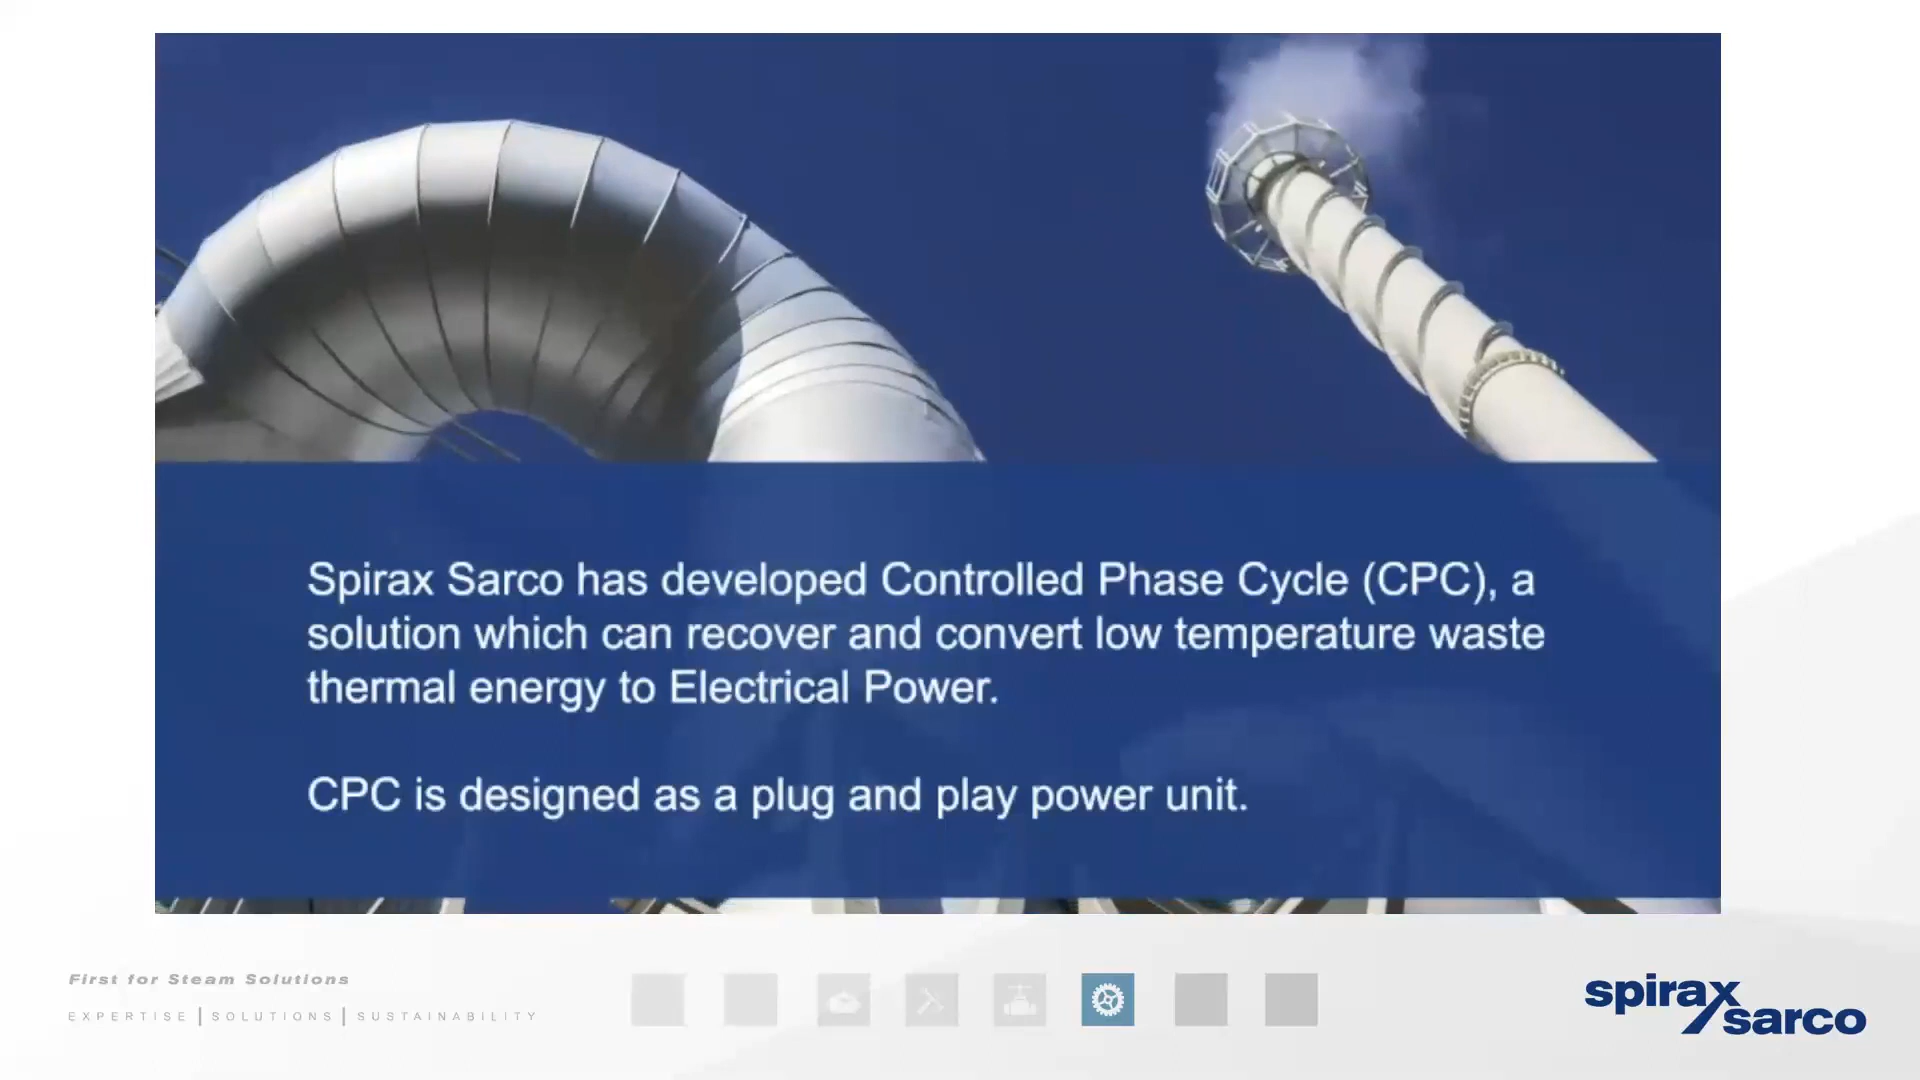 Spirax Sarco has developed Controlled Phase Cycle (CPC), a
solution which can recover and convert low temperature waste
thermal energy to Electrical Power.
CPC is designed as a plug and play power unit.
First for Steam Solutions
EXPERTISE | SOLUTIONS | SUSTAINABILITY
spirax
sarco